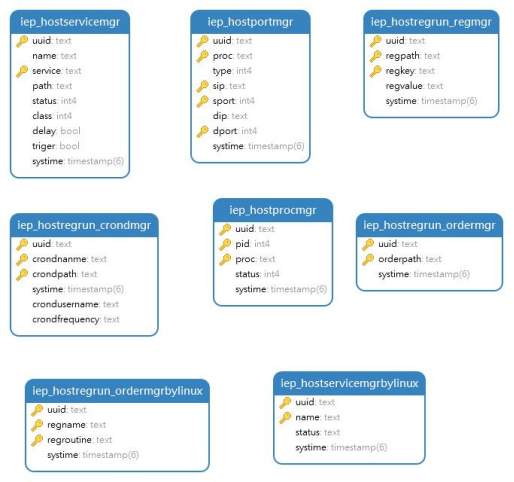 iep_hostservicemgr
uuid: text
name: text
service: text
path: text
status: int4
class: int4
delay: bool
triger: bool
systime: timestamp(6)
iep_hostportmgr
uuid: text
proc: text
type: int4
sip: text
sport: int4
dip: text
dport: int4
systime: timestamp(6)
iep_hostregrun_regmgr
uuid: text
regpath: text
regkey: text
regvalue: text
systime: timestamp(6)
iep_hostregrun_crondmgr
uuid: text
crondnanme: text
crondpath: text
systime: timestamp(6)
crondusername: text
crondfrequency: text
iep_hostprocmgr
uuid: text
pid: int4
proc: text
status: int4
systime: timestamp(6)
iep_hostregrun_ordermgr
uuid: text
orderpath: text
systime: timestamp(6)
iep_hostregrun_ordermgrbylinux
uuid: text
regname: text
regroutine: text
systime: timestamp(6)
iep_hostservicemgrbylinux
uuid: text
name: text
status: text
systime: timestamp(6)